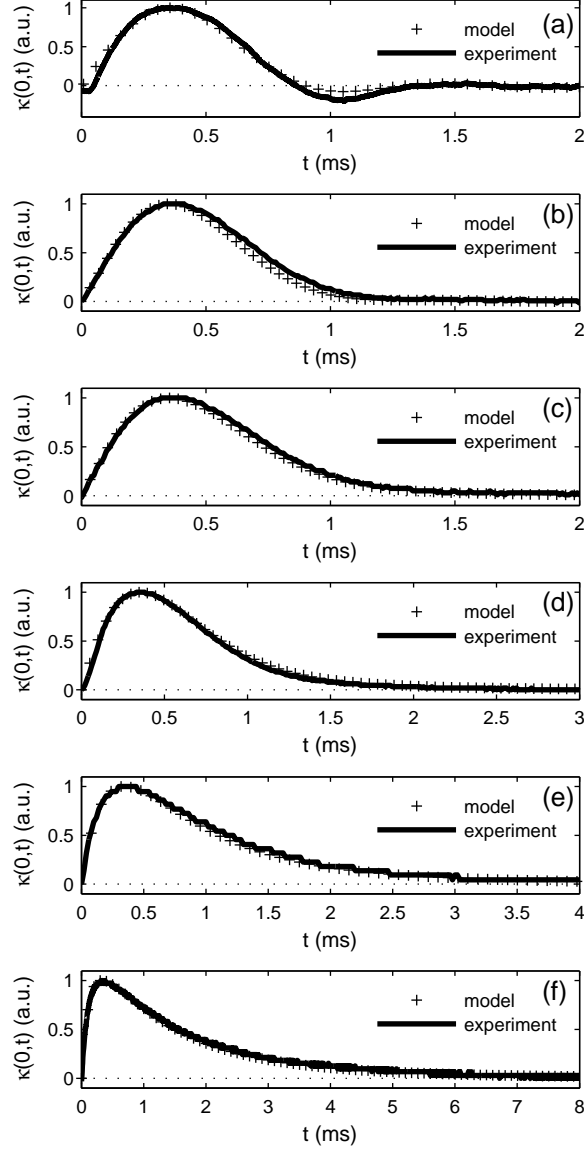 κ(0,t) (a.u.)
1
0.5
0
(a)
model
experiment
0 0.5 1 1.5 2
t (ms)
κ(0,t) (a.u.)
1
0.5
0
(b)
model
experiment
0 0.5 1 1.5 2
t (ms)
κ(0,t) (a.u.)
1
0.5
0
(c)
model
experiment
0 0.5 1 1.5 2
t (ms)
κ(0,t) (a.u.)
1
0.5
0
(d)
model
experiment
0 0.5 1 1.5 2 2.5 3
t (ms)
κ(0,t) (a.u.)
1
0.5
0
(e)
model
experiment
0 0.5 1 1.5 2 2.5 3 3.5 4
t (ms)
κ(0,t) (a.u.)
1
0.5
0
(f)
model
experiment
0 1 2 3 4 5 6 7 8
t (ms)